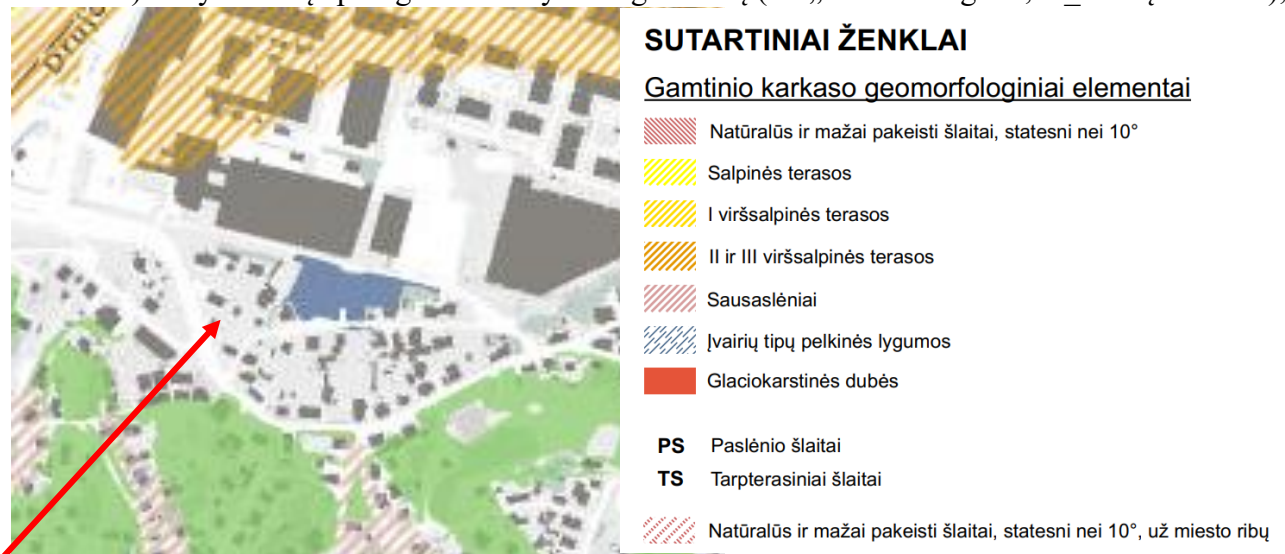 SUTARTINIAI ŽENKLAI
Gamtinio karkaso geomorfologiniai elementai
Natūralūs ir mažai pakeisti šlaitai, statesni nei 10°
Salpinės terasos
I viršsalpinės terasos
II ir III viršsalpinės terasos
Sausaslėniai
Įvairių tipų pelkinės lygumos
Glaciokarstinės dubės
PS Paslėnio šlaitai
TS Tarpterasiniai šlaitai
Natūralūs ir mažai pakeisti šlaitai, statesni nei 10°, už miesto ribų